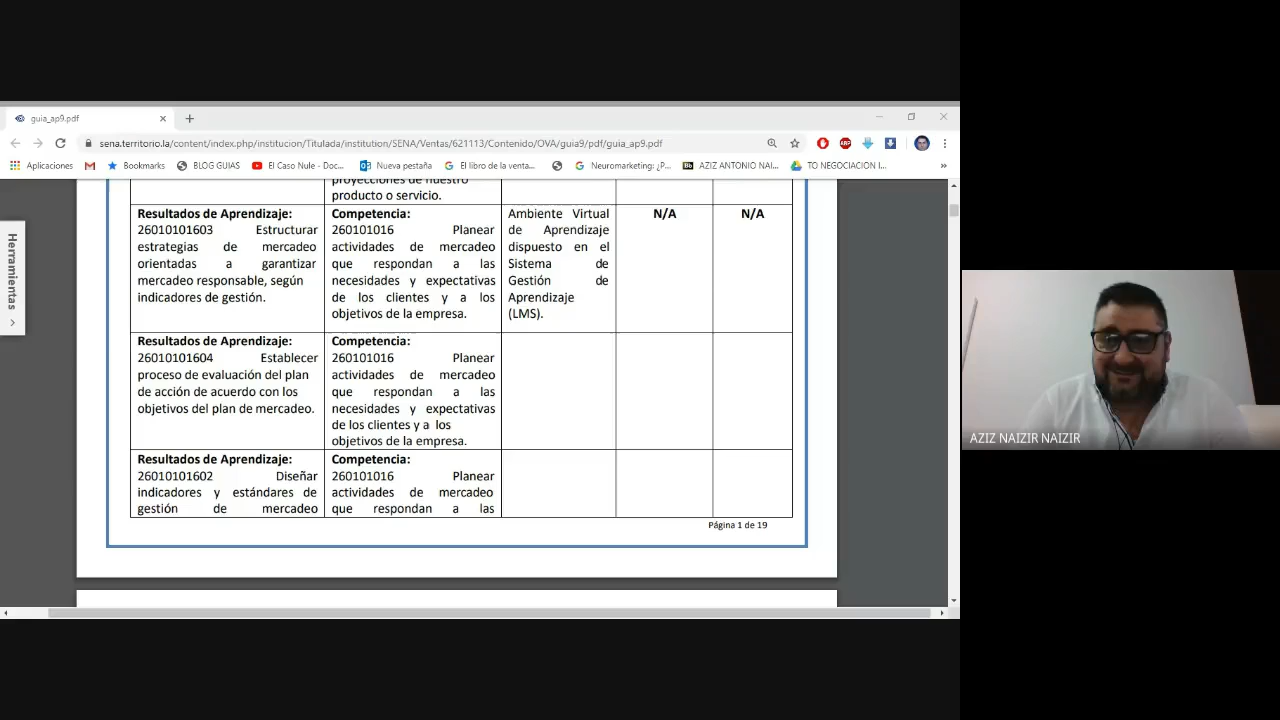 guia_ap9.pdf
sena.territorio.la/content/index.php/institucion/Titulada/institution/SENA/Ventas/621113/Contenido/OVA/guia9/pdf/guia_ap9.pdf
Aplicaciones
Bookmarks
BLOG GUIAS
El Caso Nule - Doc...
Nueva pestaña
El libro de la venta...
Neuromarketing: ¿P...
AZIZ ANTONIO NAI...
TO NEGOCIACION I...
»
Herramientas
proyecciones de nuestro
producto o servicio.
Resultados de Aprendizaje:
26010101603 Estructurar
estrategias de mercadeo
orientadas a garantizar
mercadeo responsable, según
indicadores de gestión.
Competencia:
260101016 Planear
actividades de mercadeo
que respondan a las
necesidades y expectativas
de los clientes y a los
objetivos de la empresa.
Ambiente Virtual
de Aprendizaje
dispuesto en el
Sistema de
Gestión de
Aprendizaje
(LMS).
N/A
N/A
Resultados de Aprendizaje:
26010101604 Establecer
proceso de evaluación del plan
de acción de acuerdo con los
objetivos del plan de mercadeo.
Competencia:
260101016 Planear
actividades de mercadeo
que respondan a las
necesidades y expectativas
de los clientes y a los
objetivos de la empresa.
Resultados de Aprendizaje:
26010101602 Diseñar
indicadores y estándares de
gestión de mercadeo
Competencia:
260101016 Planear
actividades de mercadeo
que respondan a las
Página 1 de 19
AZIZ NAIZIR NAIZIR